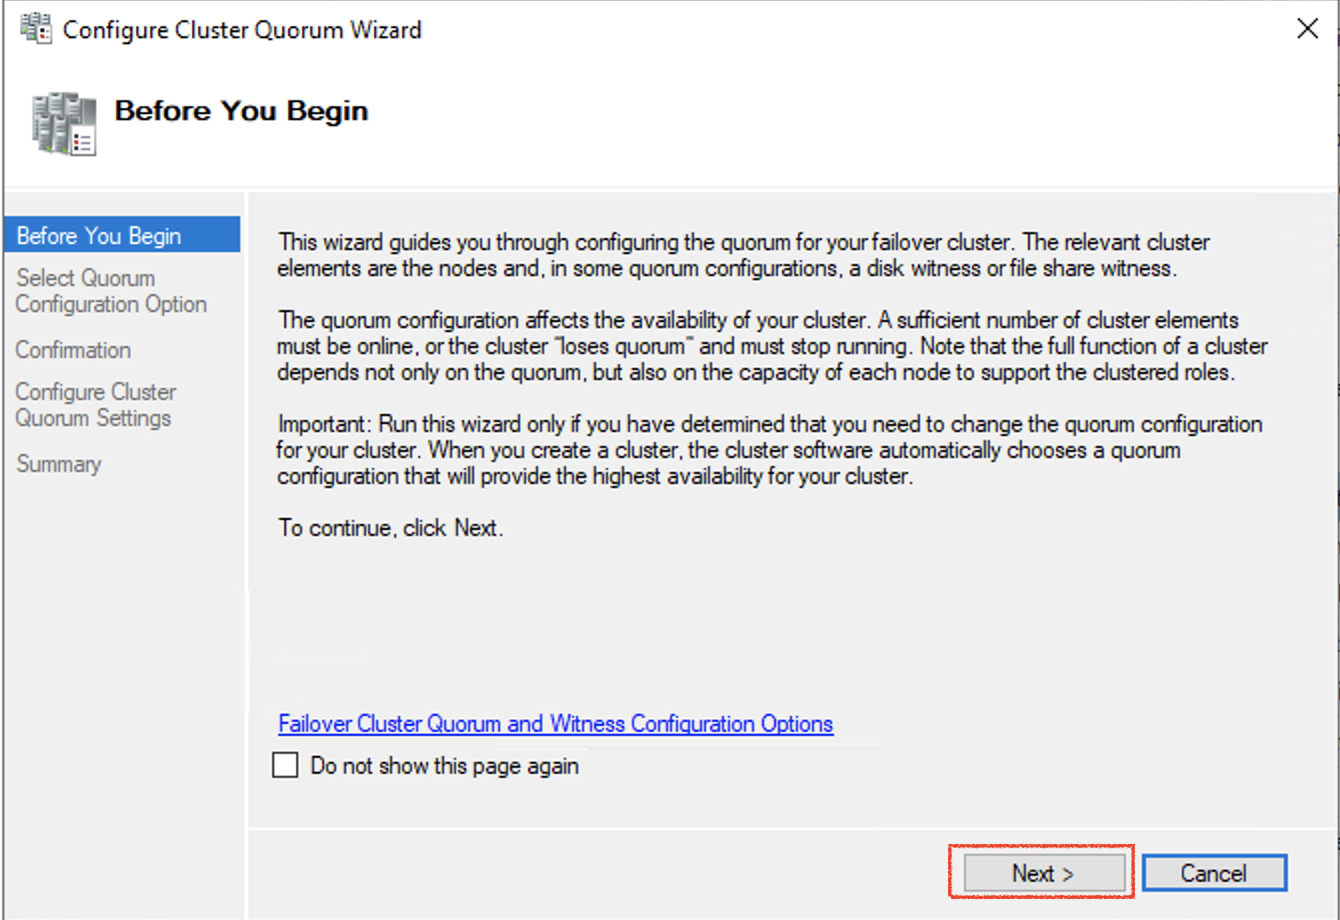 Configure Cluster Quorum Wizard
Before You Begin
Before You Begin
Select Quorum
Configuration Option
Confirmation
Configure Cluster
Quorum Settings
Summary
This wizard guides you through configuring the quorum for your failover cluster. The relevant cluster
elements are the nodes and, in some quorum configurations, a disk witness or file share witness.
The quorum configuration affects the availability of your cluster. A sufficient number of cluster elements
must be online, or the cluster "loses quorum" and must stop running. Note that the full function of a cluster
depends not only on the quorum, but also on the capacity of each node to support the clustered roles.
Important: Run this wizard only if you have determined that you need to change the quorum configuration
for your cluster. When you create a cluster, the cluster software automatically chooses a quorum
configuration that will provide the highest availability for your cluster.
To continue, click Next.
Failover Cluster Quorum and Witness Configuration Options
Do not show this page again
Next >
Cancel